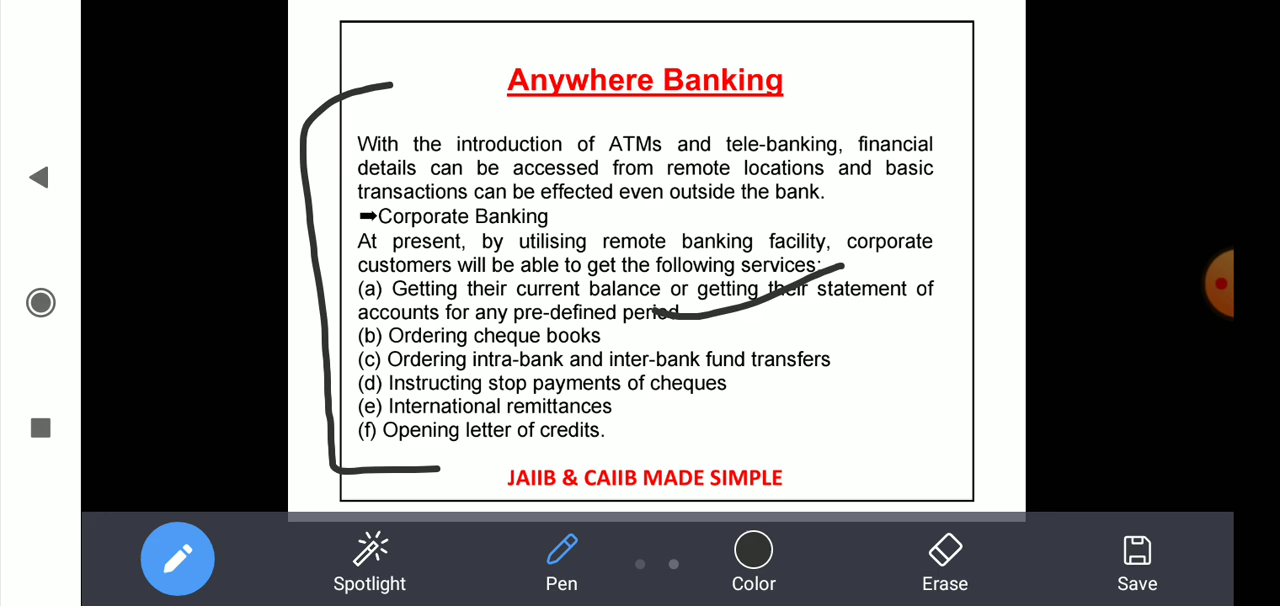 Anywhere Banking
With the introduction of ATMs and tele-banking, financial
details can be accessed from remote locations and basic
transactions can be effected even outside the bank.
➡Corporate Banking
At present, by utilising remote banking facility, corporate
customers will be able to get the following services:
(a) Getting their current balance or getting their statement of
accounts for any pre-defined period
(b) Ordering cheque books
(c) Ordering intra-bank and inter-bank fund transfers
(d) Instructing stop payments of cheques
(e) International remittances
(f) Opening letter of credits.
JAIIB & CAIIB MADE SIMPLE
Spotlight
Pen
Color
Erase
Save